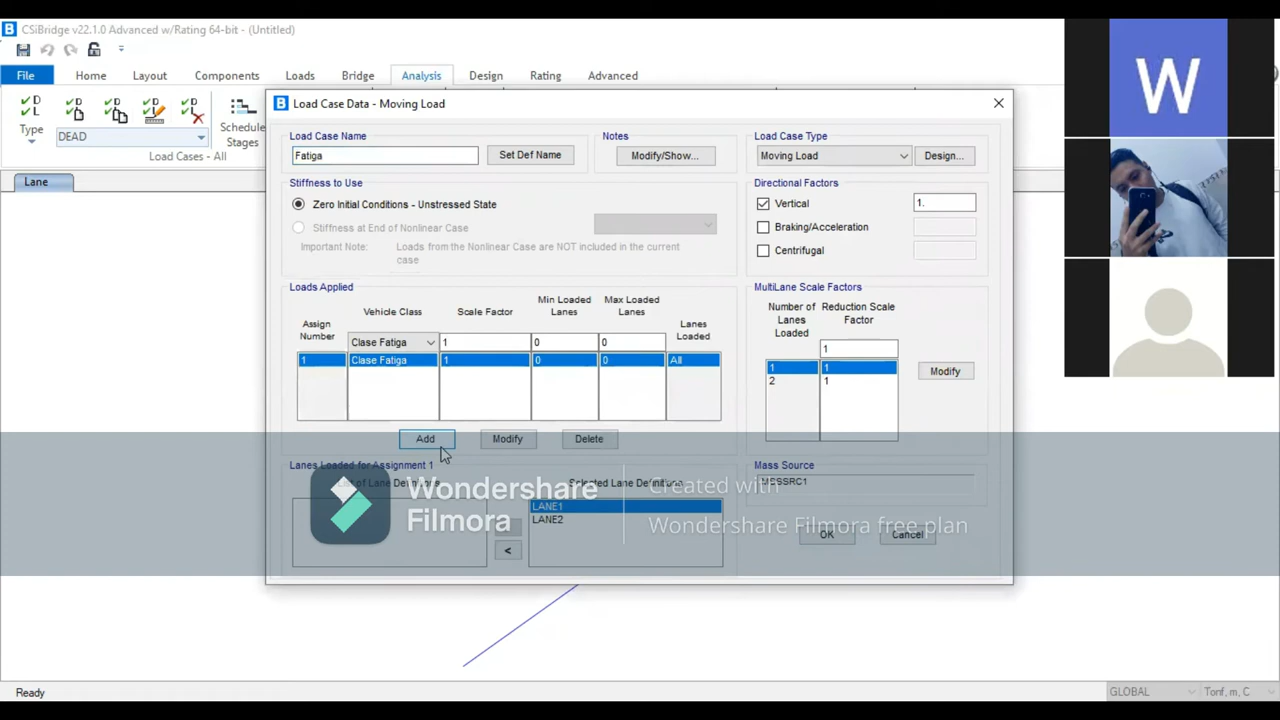 CSiBridge v22.1.0 Advanced w/Rating 64-bit - (Untitled)
File Home Layout Components Loads Bridge Analysis Design Rating Advanced
Type
DEAD
Schedule
Stages
Load Cases - All
Lane
Load Case Data - Moving Load
Load Case Name
Fatiga
Set Def Name
Notes
Modify/Show...
Load Case Type
Moving Load
Design...
Stiffness to Use
Zero Initial Conditions - Unstressed State
Stiffness at End of Nonlinear Case
Important Note: Loads from the Nonlinear Case are NOT included in the current
case
Directional Factors
Vertical 1.
Braking/Acceleration
Centrifugal
Loads Applied
Assign
Number
Vehicle Class
Scale Factor
Min Loaded
Lanes
Max Loaded
Lanes
Lanes
Loaded
Clase Fatiga 1 0 0
1 Clase Fatiga 1 0 0 All
Add Modify Delete
MultiLane Scale Factors
Number of
Lanes
Loaded
Reduction Scale
Factor
1
1 1
2 1
Modify
Lanes Loaded for Assignment 1
List of Lane Definitions
Selected Lane Definitions
LANE1
LANE2
<
Mass Source
MSSSRC1
OK Cancel
Wondershare
Filmora
Created with
Wondershare Filmora free plan
W
Ready
GLOBAL
Tonf, m, C